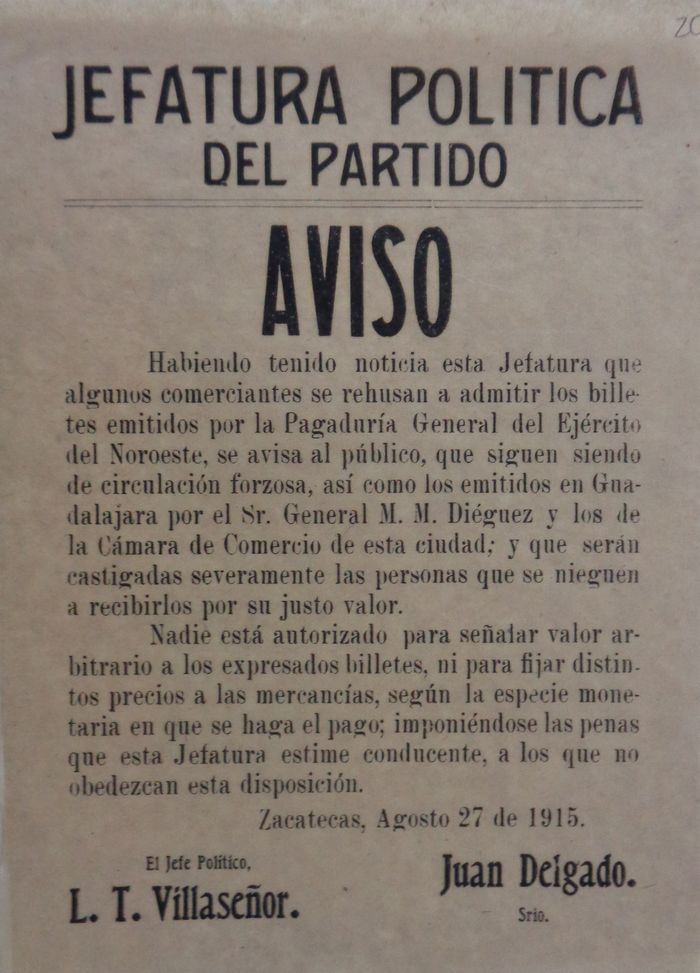 20
JEFATURA POLITICA
DEL PARTIDO
AVISO
Habiendo tenido noticia esta Jefatura que
algunos comerciantes se rehusan a admitir los bille-
tes emitidos por la Pagaduría General del Ejército
del Noroeste, se avisa al público, que siguen siendo
de circulación forzosa, así como los emitidos en Gua-
dalajara por el Sr. General M. M. Diéguez y los de
la Cámara de Comercio de esta ciudad; y que serán
castigadas severamente las personas que se nieguen
a recibirlos por su justo valor.
Nadie está autorizado para señalar valor ar-
bitrario a los expresados billetes, ni para fijar distin-
tos precios a las mercancías, según la especie mone-
taria en que se haga el pago; imponiéndose las penas
que esta Jefatura estime conducente, a los que no
obedezcan esta disposición.
Zacatecas, Agosto 27 de 1915.
El Jefe Político,
L. T. Villaseñor.
Juan Delgado.
Srio.